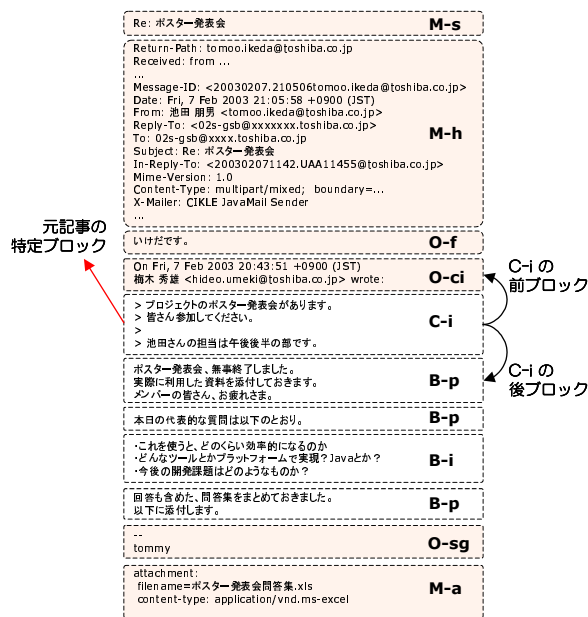 Re: ポスター発表会
M-s
Return-Path: tomoo.ikeda@toshiba.co.jp
Received: from ...
...
Message-ID: <20030207.210506tomoo.ikeda@toshiba.co.jp>
Date: Fri, 7 Feb 2003 21:05:58 +0900 (JST)
From: 池田 朋男 <tomoo.ikeda@toshiba.co.jp>
Reply-To: <02s-gsb@xxxxxxx.toshiba.co.jp>
To: 02s-gsb@xxxx.toshiba.co.jp
Subject: Re: ポスター発表会
In-Reply-To: <200302071142.UAA11455@toshiba.co.jp>
Mime-Version: 1.0
Content-Type: multipart/mixed; boundary=...
X-Mailer: CIKLE JavaMail Sender
...
M-h
元記事の
特定ブロック
いけだです。
O-f
On Fri, 7 Feb 2003 20:43:51 +0900 (JST)
梅木 秀雄 <hideo.umeki@toshiba.co.jp> wrote:
O-ci
C-i の
前ブロック
> プロジェクトのポスター発表会があります。
> 皆さん参加してください。
>
> 池田さんの担当は午後後半の部です。
C-i
C-i の
後ブロック
ポスター発表会、無事終了しました。
実際に利用した資料を添付しておきます。
メンバーの皆さん、お疲れさま。
B-p
本日の代表的な質問は以下のとおり。
B-p
・これを使うと、どのくらい効率的になるのか
・どんなツールとかプラットフォームで実現?Javaとか?
・今後の開発課題はどのようなものか?
B-i
回答も含めた、問答集をまとめておきました。
以下に添付します。
B-p
--
tommy
O-sg
attachment:
filename=ポスター発表会問答集.xls
content-type: application/vnd.ms-excel
M-a